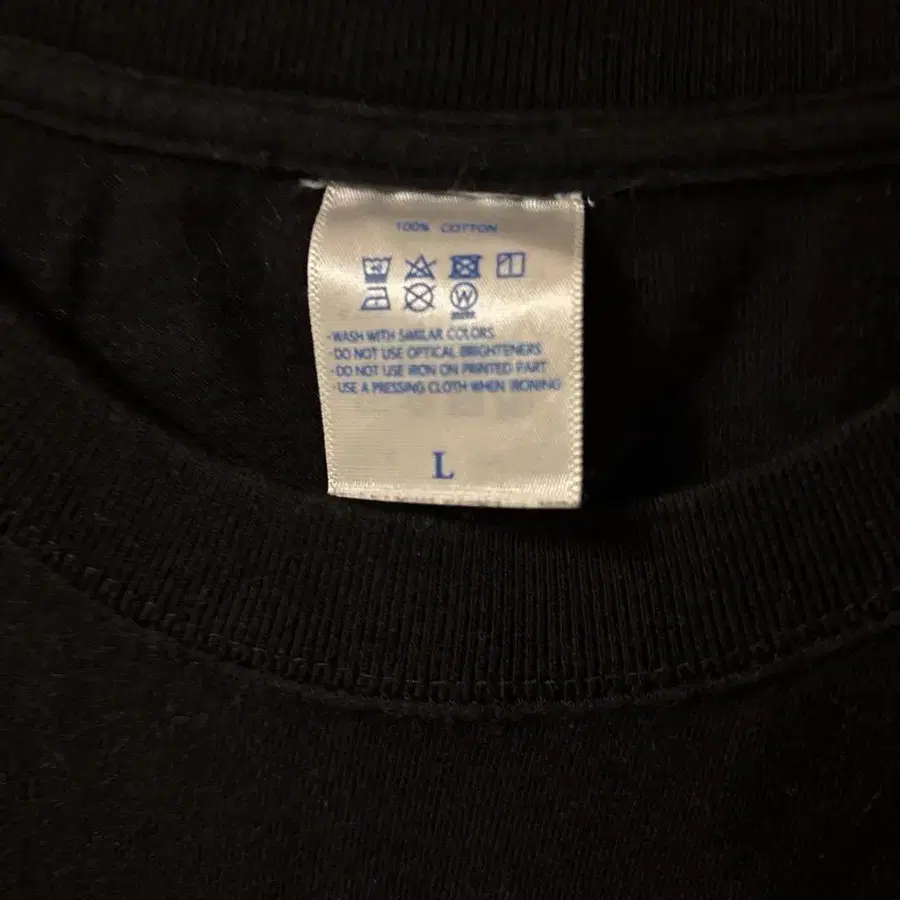 100% COTTON
W
·WASH WITH SIMILAR COLORS
·DO NOT USE OPTICAL BRIGHTENERS
·DO NOT USE IRON ON PRINTED PART
·USE A PRESSING CLOTH WHEN IRONING
L